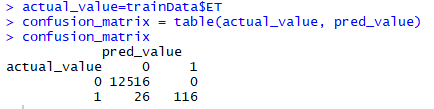 > actual_value=trainData$ET
> confusion_matrix = table(actual_value, pred_value)
> confusion_matrix
            pred_value
actual_value     0     1
           0 12516     0
           1    26   116